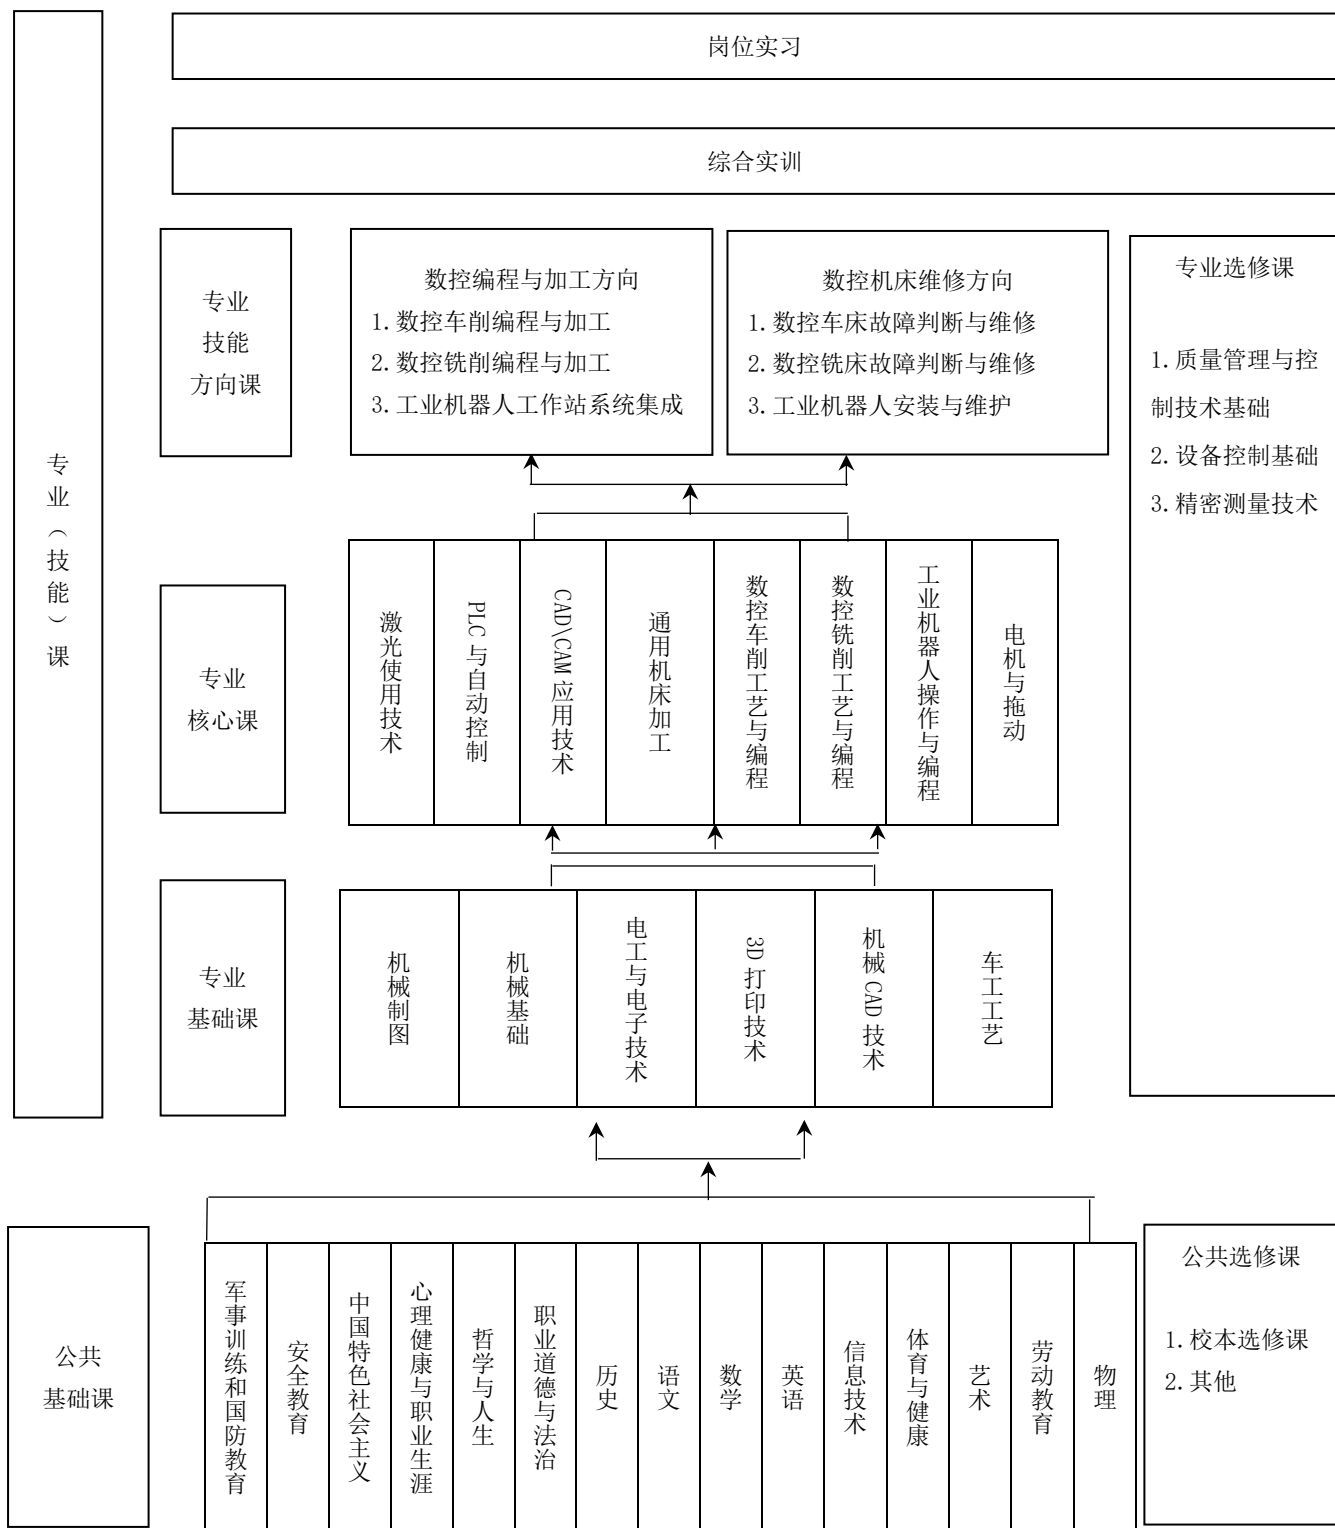 岗位实习
综合实训
专业（技能）课
专业
技能
方向课
数控编程与加工方向
1.数控车削编程与加工
2.数控铣削编程与加工
3.工业机器人工作站系统集成
数控机床维修方向
1.数控车床故障判断与维修
2.数控铣床故障判断与维修
3.工业机器人安装与维护
专业选修课
1.质量管理与控
制技术基础
2.设备控制基础
3.精密测量技术
专业
核心课
激光使用技术
PLC 与自动控制
CAD\CAM 应用技术
通用机床加工
数控车削工艺与编程
数控铣削工艺与编程
工业机器人操作与编程
电机与拖动
专业
基础课
机械制图
机械基础
电工与电子技术
3D 打印技术
机械 CAD 技术
车工工艺
公共
基础课
军事训练和国防教育
安全教育
中国特色社会主义
心理健康与职业生涯
哲学与人生
职业道德与法治
历史
语文
数学
英语
信息技术
体育与健康
艺术
劳动教育
物理
公共选修课
1.校本选修课
2.其他